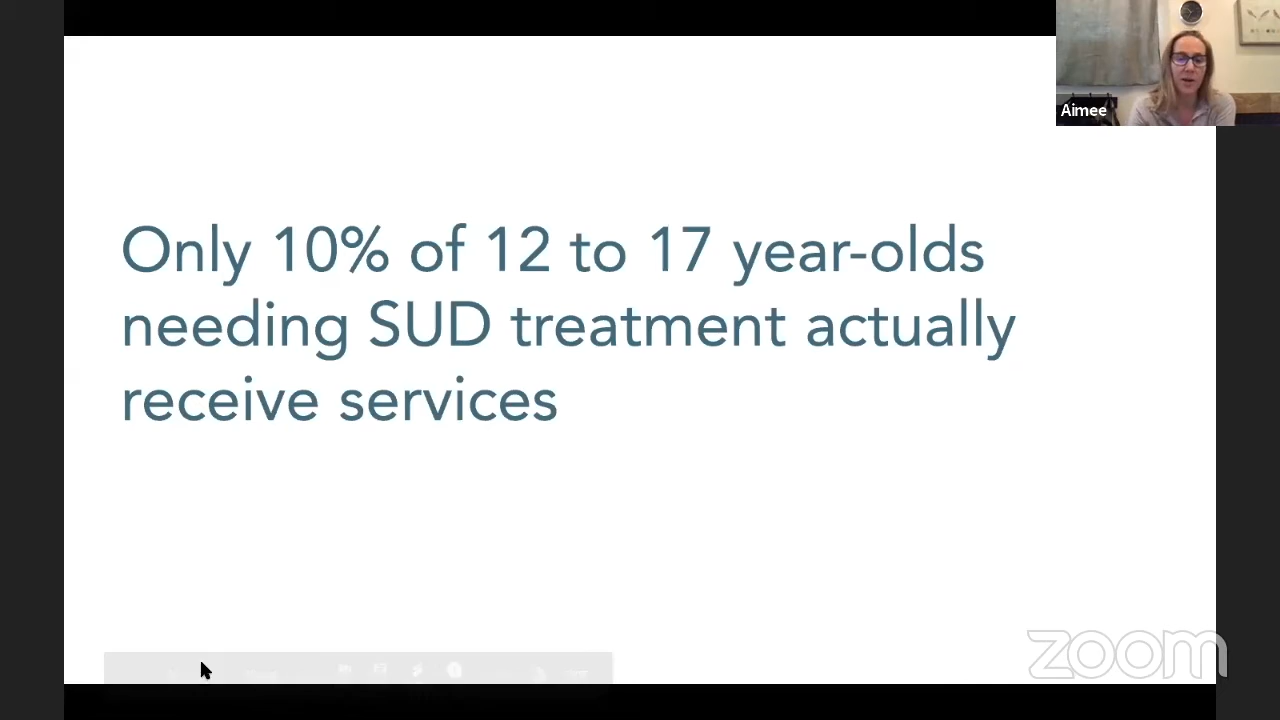 Aimee
Only 10% of 12 to 17 year-olds
needing SUD treatment actually
receive services
zoom